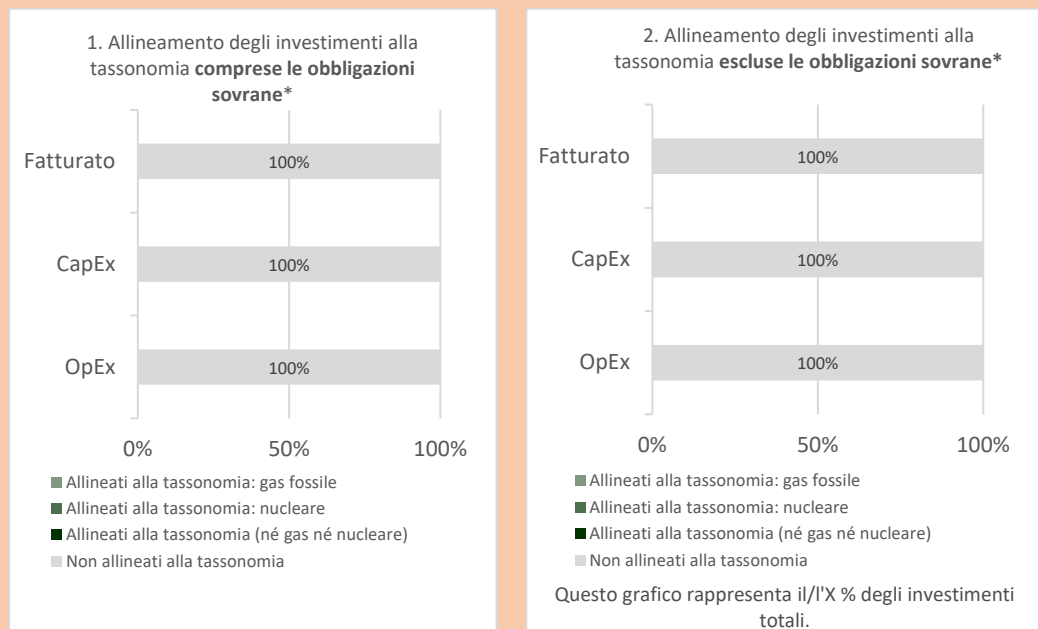 1. Allineamento degli investimenti alla
tassonomia comprese le obbligazioni
sovrane*
Fatturato
100%
CapEx
100%
OpEx
100%
0%
50%
100%
Allineati alla tassonomia: gas fossile
Allineati alla tassonomia: nucleare
Allineati alla tassonomia (né gas né nucleare)
Non allineati alla tassonomia
2. Allineamento degli investimenti alla
tassonomia escluse le obbligazioni sovrane*
Fatturato
100%
CapEx
100%
OpEx
100%
0%
50%
100%
Allineati alla tassonomia: gas fossile
Allineati alla tassonomia: nucleare
Allineati alla tassonomia (né gas né nucleare)
Non allineati alla tassonomia
Questo grafico rappresenta il/l'X % degli investimenti
totali.